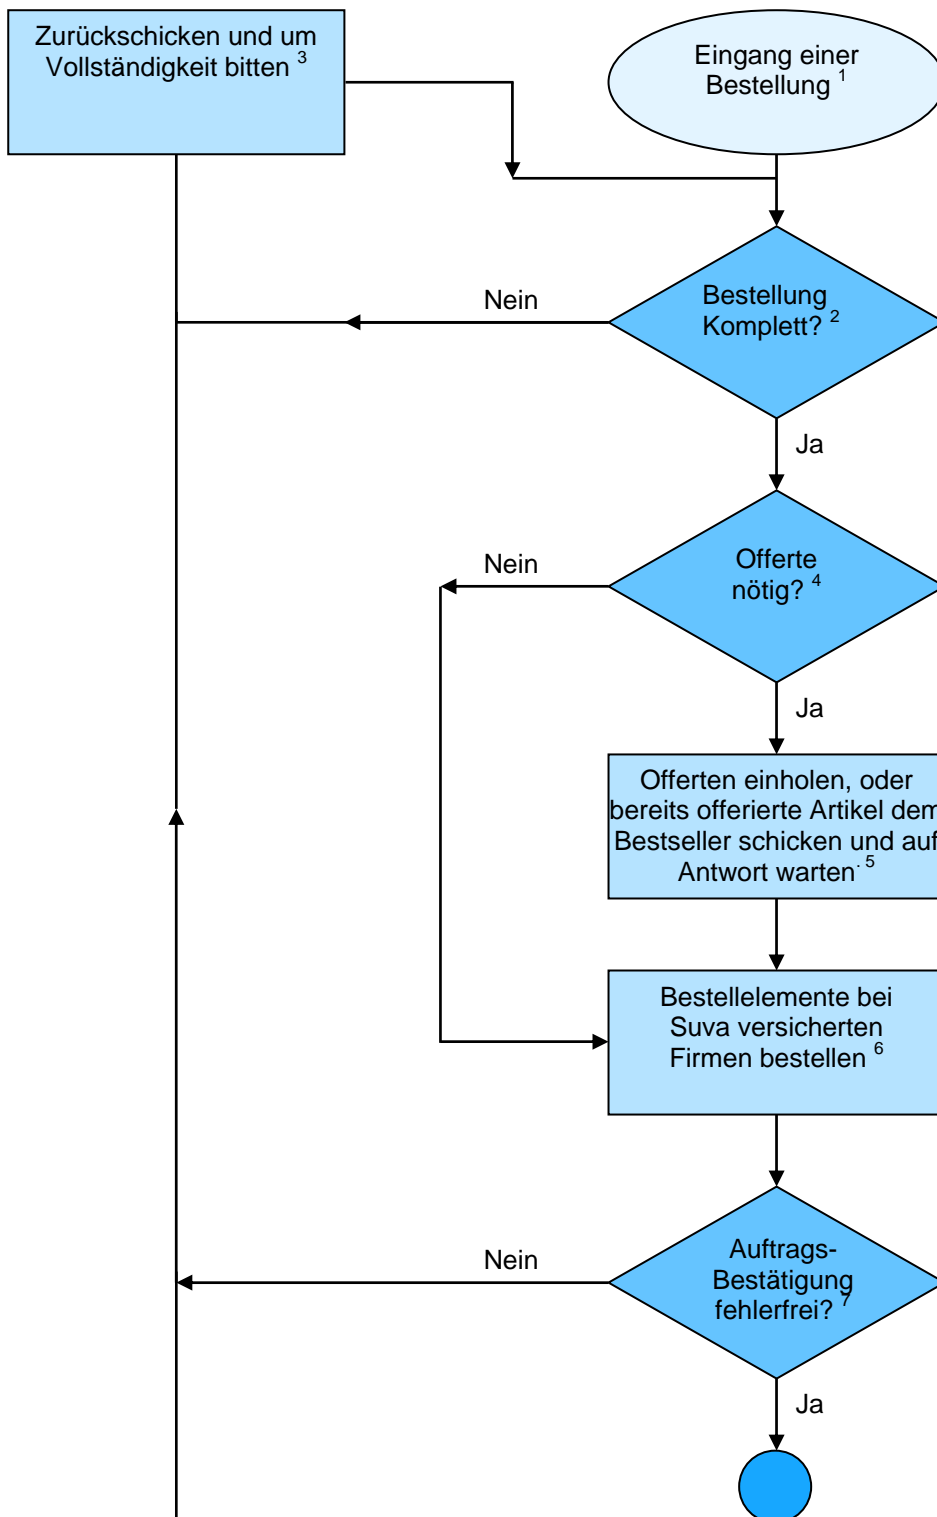 Zurückschicken und um
Vollständigkeit bitten 3
Eingang einer
Bestellung 1
Nein
Bestellung
Komplett? 2
Ja
Nein
Offerte
nötig? 4
Ja
Offerten einholen, oder
bereits offerierte Artikel dem
Bestseller schicken und auf
Antwort warten. 5
Bestellelemente bei
Suva versicherten
Firmen bestellen 6
Nein
Auftrags-
Bestätigung
fehlerfrei? 7
Ja